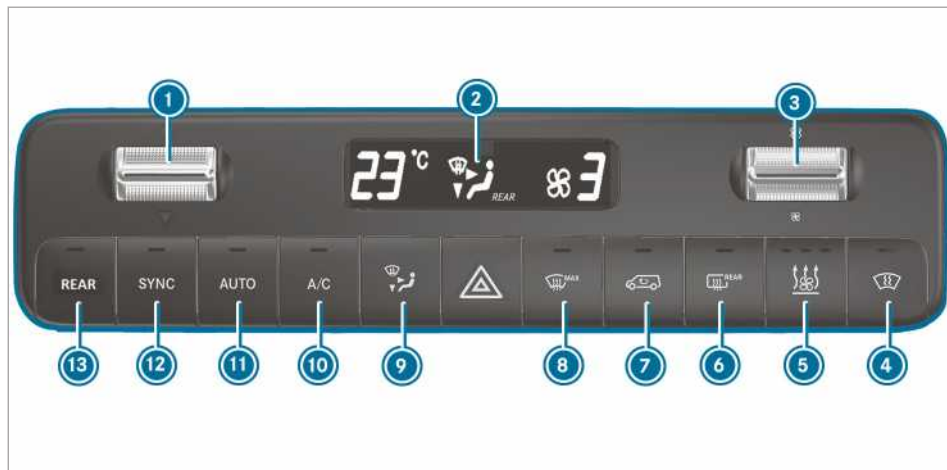 1 2 3
23 °C REAR 3
REAR SYNC AUTO A/C MAX REAR
13 12 11 10 9 8 7 6 5 4